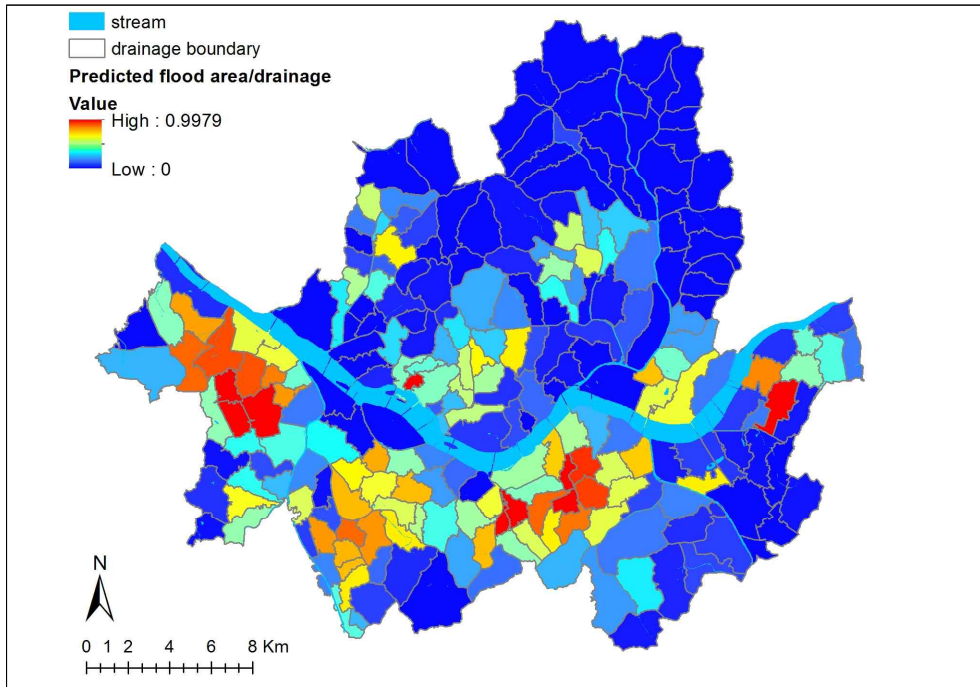 stream
drainage boundary
Predicted flood area/drainage
Value
High : 0.9979
Low : 0
N
0 1 2 4 6 8 Km